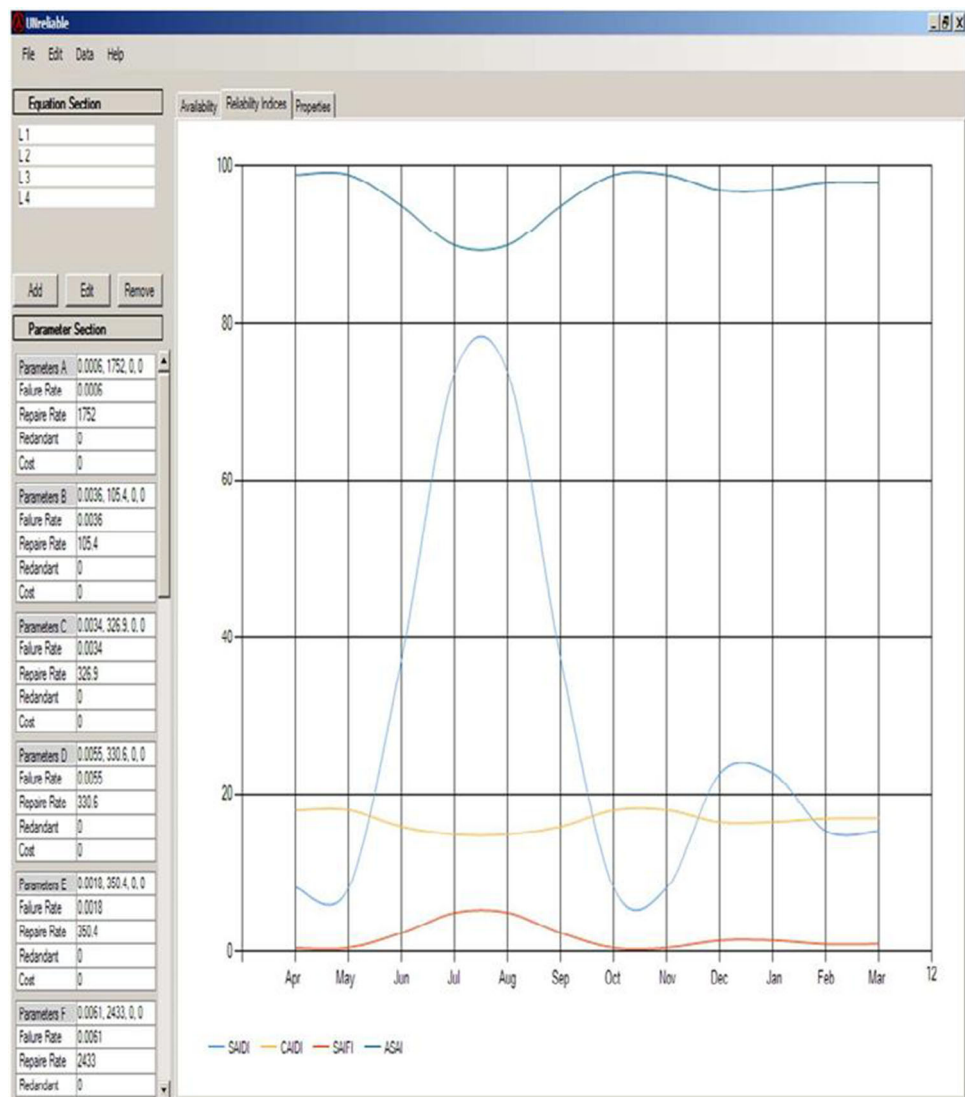 UNreliable
File Edit Data Help
Equation Section
L 1
L 2
L 3
L 4
Add Edit Remove
Parameter Section
Parameters A 0.0006, 1752, 0, 0
Failure Rate 0.0006
Repaire Rate 1752
Redandant 0
Cost 0
Parameters B 0.0036, 105.4, 0, 0
Failure Rate 0.0036
Repaire Rate 105.4
Redandant 0
Cost 0
Parameters C 0.0034, 326.9, 0, 0
Failure Rate 0.0034
Repaire Rate 326.9
Redandant 0
Cost 0
Parameters D 0.0055, 330.6, 0, 0
Failure Rate 0.0055
Repaire Rate 330.6
Redandant 0
Cost 0
Parameters E 0.0018, 350.4, 0, 0
Failure Rate 0.0018
Repaire Rate 350.4
Redandant 0
Cost 0
Parameters F 0.0061, 2433, 0, 0
Failure Rate 0.0061
Repaire Rate 2433
Redandant 0
Availability Reliability Indices Properties
100
80
60
40
20
0
Apr May Jun Jul Aug Sep Oct Nov Dec Jan Feb Mar 12
SAIDI CAIDI SAIFI ASAI